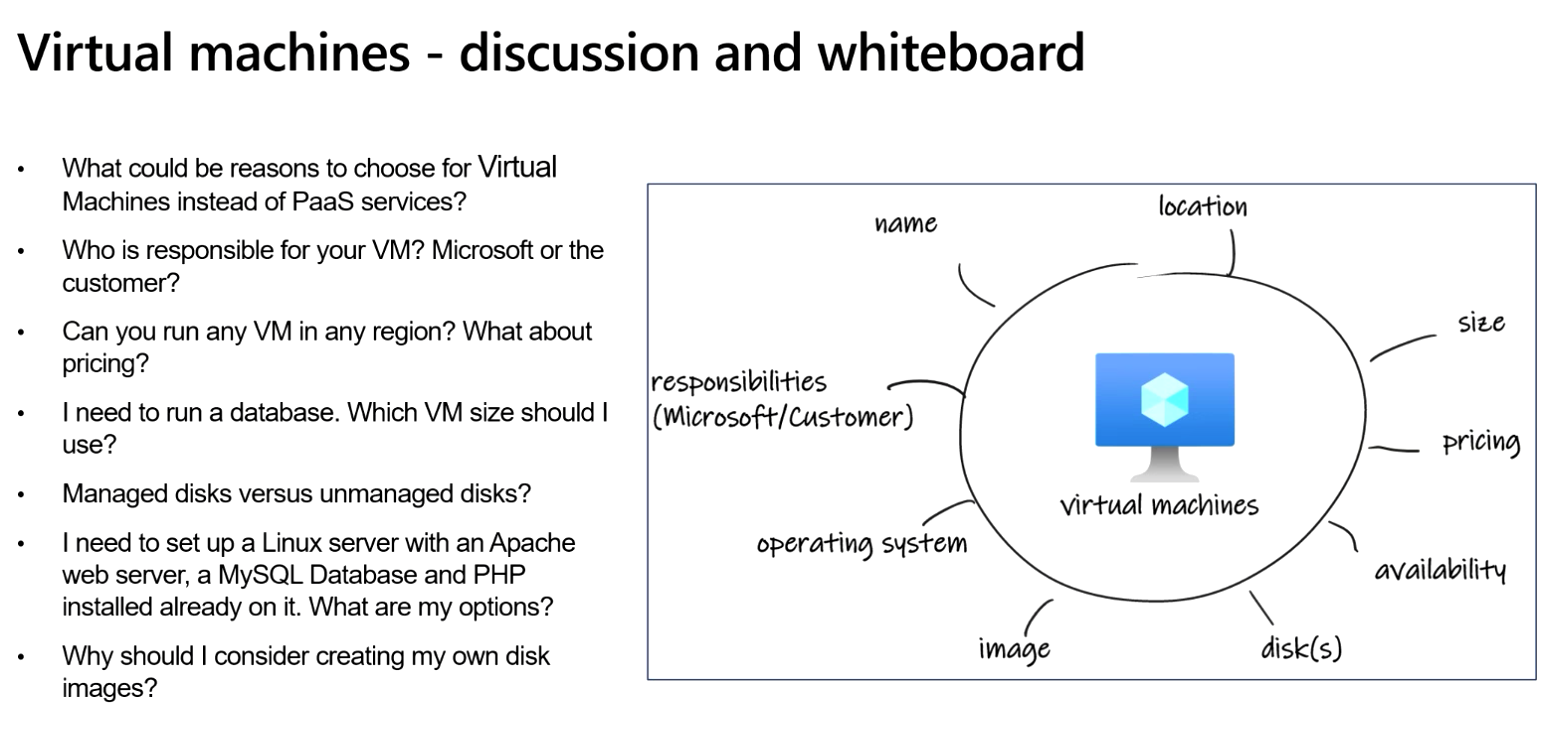 Virtual machines - discussion and whiteboard
• What could be reasons to choose for Virtual
Machines instead of PaaS services?
• Who is responsible for your VM? Microsoft or the
customer?
• Can you run any VM in any region? What about
pricing?
• I need to run a database. Which VM size should I
use?
• Managed disks versus unmanaged disks?
• I need to set up a Linux server with an Apache
web server, a MySQL Database and PHP
installed already on it. What are my options?
• Why should I consider creating my own disk
images?
name
location
size
responsibilities
(Microsoft/Customer)
pricing
virtual machines
operating system
availability
image
disk(s)